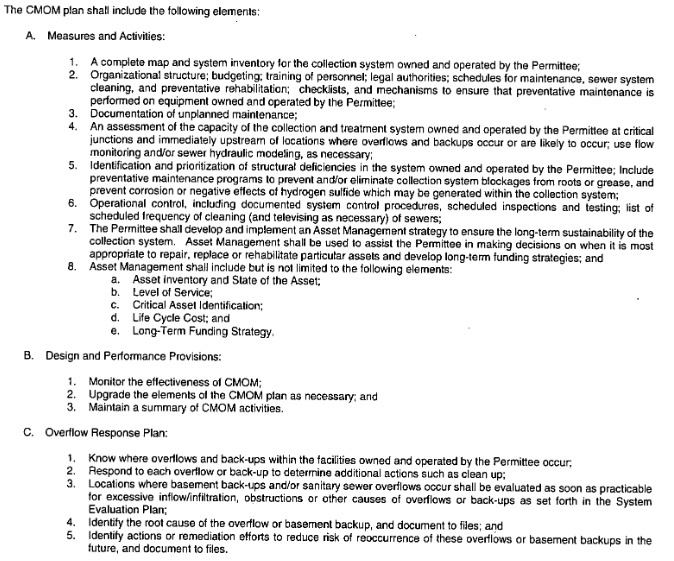 The CMOM plan shall include the following elements:
A. Measures and Activities:
1. A complete map and system inventory for the collection system owned and operated by the Permittee;
2. Organizational structure; budgeting; training of personnel; legal authorities; schedules for maintenance, sewer system
cleaning, and preventative rehabilitation; checklists, and mechanisms to ensure that preventative maintenance is
performed on equipment owned and operated by the Permittee;
3. Documentation of unplanned maintenance;
4. An assessment of the capacity of the collection and treatment system owned and operated by the Permittee at critical
junctions and immediately upstream of locations where overflows and backups occur or are likely to occur; use flow
monitoring and/or sewer hydraulic modeling, as necessary;
5. Identification and prioritization of structural deficiencies in the system owned and operated by the Permittee; Include
preventative maintenance programs to prevent and/or eliminate collection system blockages from roots or grease, and
prevent corrosion or negative effects of hydrogen sulfide which may be generated within the collection system;
6. Operational control, including documented system control procedures, scheduled inspections and testing; list of
scheduled frequency of cleaning (and televising as necessary) of sewers;
7. The Permittee shall develop and implement an Asset Management strategy to ensure the long-term sustainability of the
collection system. Asset Management shall be used to assist the Permittee in making decisions on when it is most
appropriate to repair, replace or rehabilitate particular assets and develop long-term funding strategies; and
8. Asset Management shall include but is not limited to the following elements:
a. Asset Inventory and State of the Asset;
b. Level of Service;
c. Critical Asset Identification;
d. Life Cycle Cost; and
e. Long-Term Funding Strategy.
B. Design and Performance Provisions:
1. Monitor the effectiveness of CMOM;
2. Upgrade the elements of the CMOM plan as necessary; and
3. Maintain a summary of CMOM activities.
C. Overflow Response Plan:
1. Know where overflows and back-ups within the facilities owned and operated by the Permittee occur;
2. Respond to each overflow or back-up to determine additional actions such as clean up;
3. Locations where basement back-ups and/or sanitary sewer overflows occur shall be evaluated as soon as practicable
for excessive inflow/infiltration, obstructions or other causes of overflows or back-ups as set forth in the System
Evaluation Plan;
4. Identify the root cause of the overflow or basement backup, and document to files; and
5. Identify actions or remediation efforts to reduce risk of reoccurrence of these overflows or basement backups in the
future, and document to files.